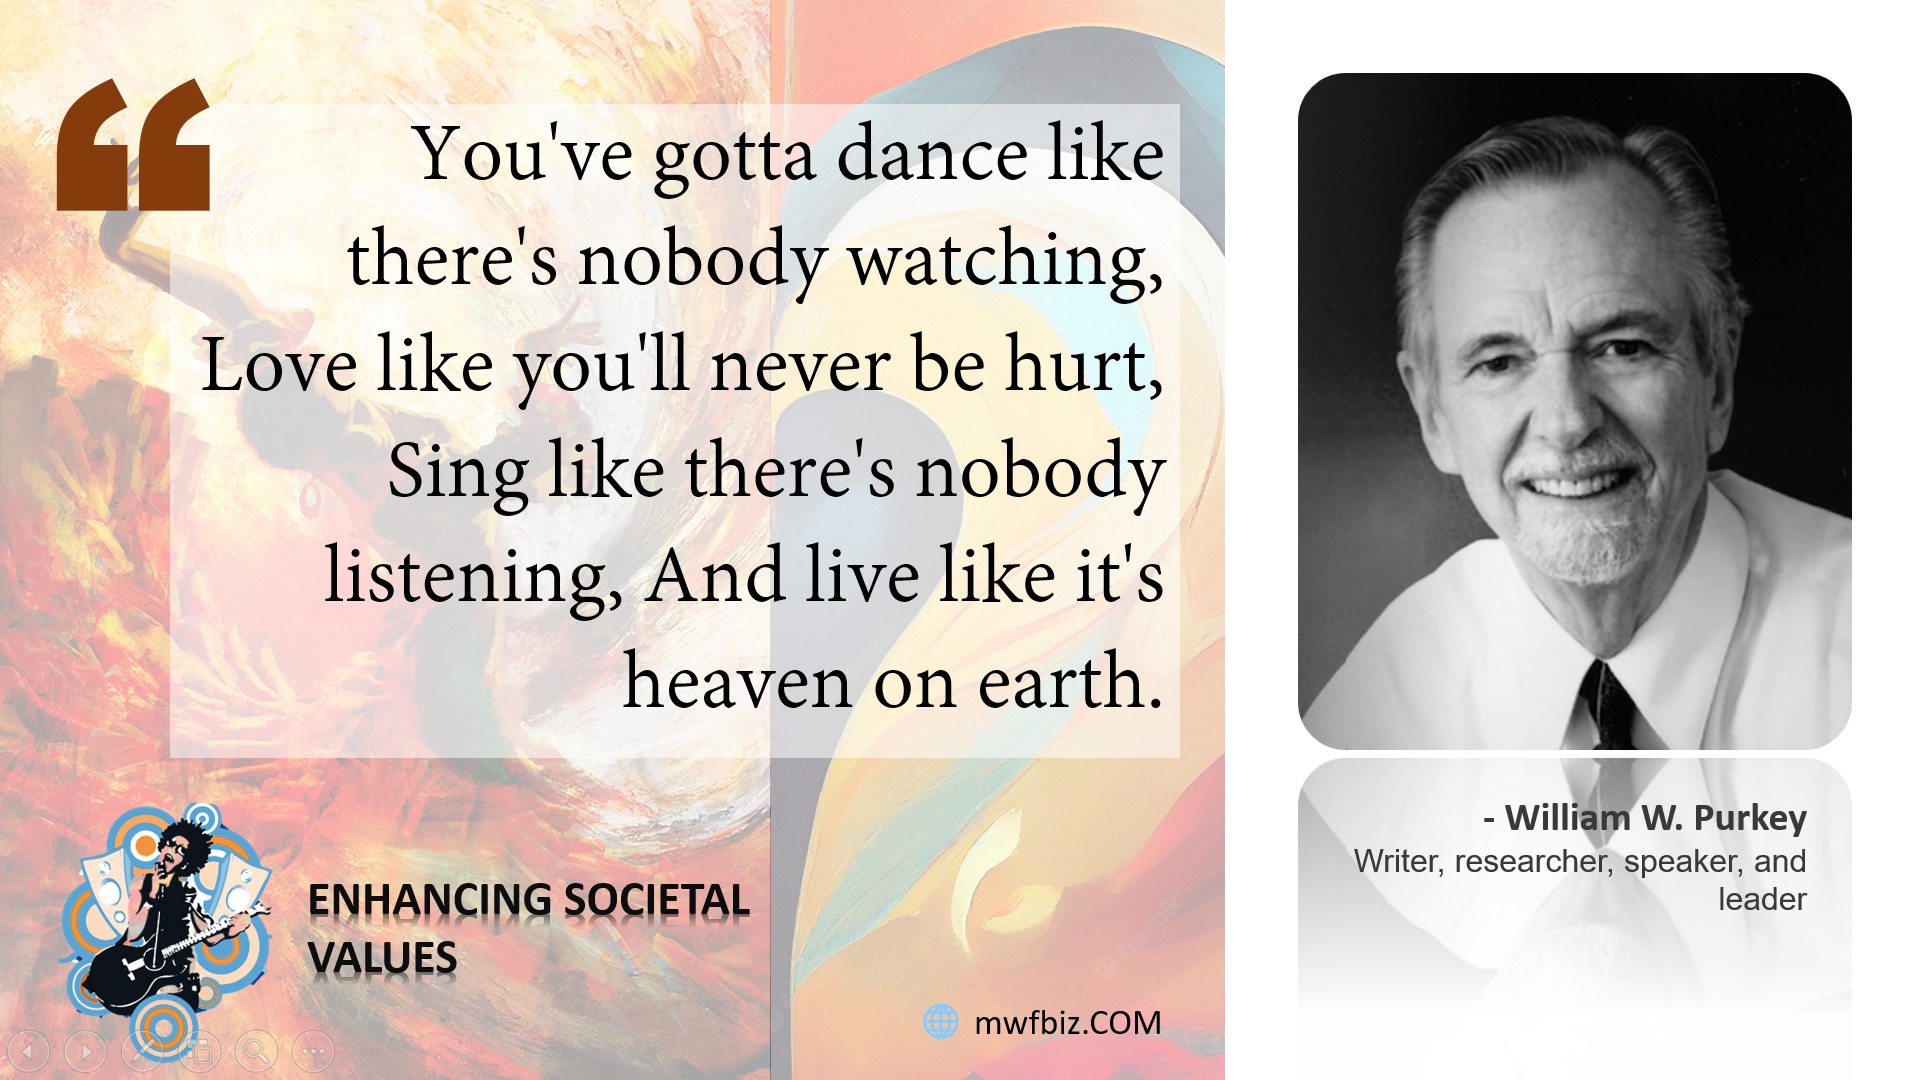 You've gotta dance like
there's nobody watching,
Love like you'll never be hurt,
Sing like there's nobody
listening, And live like it's
heaven on earth.
- William W. Purkey
Writer, researcher, speaker, and
leader
ENHANCING SOCIETAL
VALUES
mwfbiz.COM